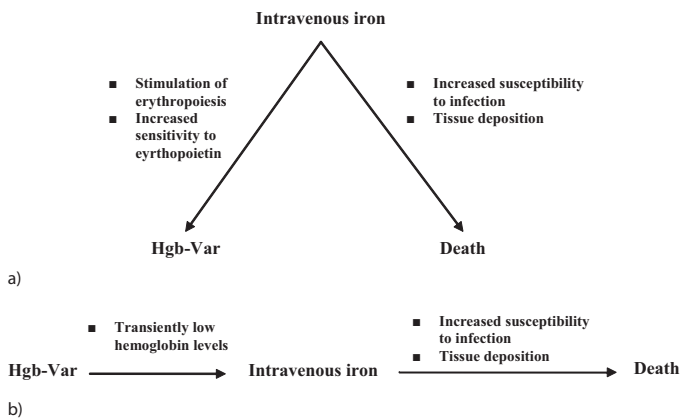 Intravenous iron
■ Stimulation of
erythropoiesis
■ Increased
sensitivity to
eyrthopoietin
■ Increased susceptibility
to infection
■ Tissue deposition
Hgb-Var
Death
a)
■ Transiently low
hemoglobin levels
■ Increased susceptibility
to infection
■ Tissue deposition
Hgb-Var
Intravenous iron
Death
b)